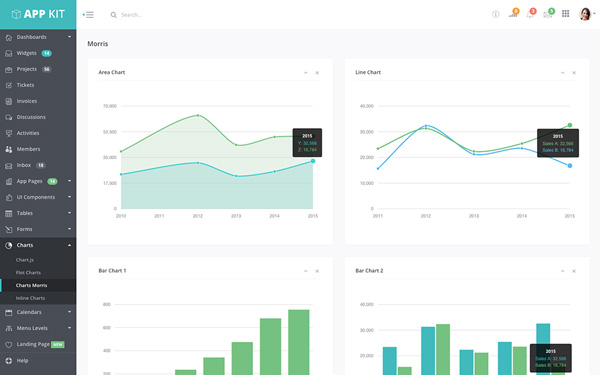 APP KIT
Search...
8
3
5
Dashboards
Widgets 14
Projects 56
Tickets
Invoices
Discussions
Activities
Members
Inbox 18
App Pages 14
UI Components
Tables
Forms
Charts
Chart.js
Flot Charts
Charts Morris
Inline Charts
Calendars
Menu Levels
Landing Page NEW
Help
Morris
Area Chart
70,000
52,500
35,000
17,500
0
2010
2011
2012
2013
2014
2015
2015
Y: 32,566
Z: 18,784
Line Chart
40,000
30,000
20,000
10,000
0
2011
2012
2013
2014
2015
2015
Sales A: 32,566
Sales B: 16,784
Bar Chart 1
800
600
400
200
Bar Chart 2
40,000
30,000
20,000
2015
Sales A: 32,566
Sales B: 16,784